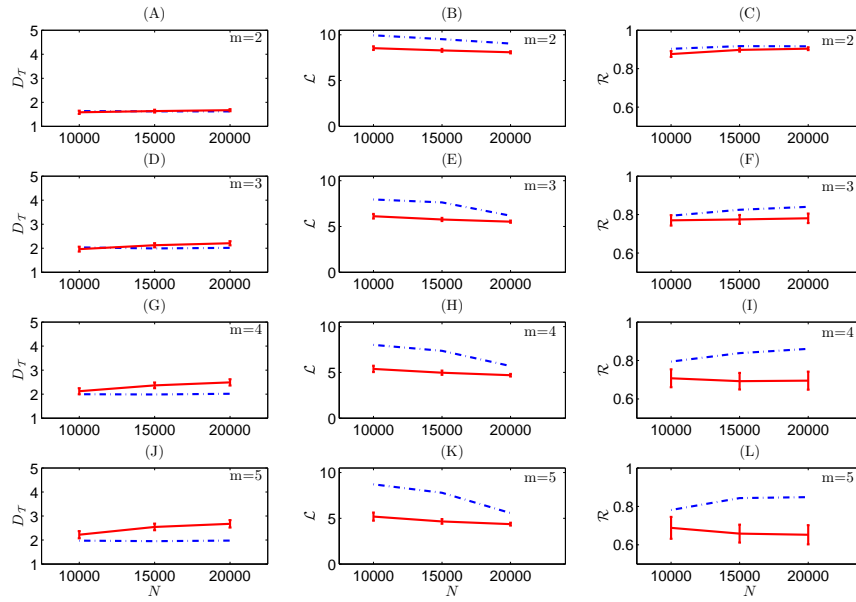 (A) (B) (C)
5 4 3 2 1 D_𝒯 m=2 10000 15000 20000
10 5 0 ℒ m=2 10000 15000 20000
1 0.8 0.6 ℛ m=2 10000 15000 20000
(D) (E) (F)
5 4 3 2 1 D_𝒯 m=3 10000 15000 20000
10 5 0 ℒ m=3 10000 15000 20000
1 0.8 0.6 ℛ m=3 10000 15000 20000
(G) (H) (I)
5 4 3 2 1 D_𝒯 m=4 10000 15000 20000
10 5 0 ℒ m=4 10000 15000 20000
1 0.8 0.6 ℛ m=4 10000 15000 20000
(J) (K) (L)
5 4 3 2 1 D_𝒯 m=5 10000 15000 20000 N
10 5 0 ℒ m=5 10000 15000 20000 N
1 0.8 0.6 ℛ m=5 10000 15000 20000 N